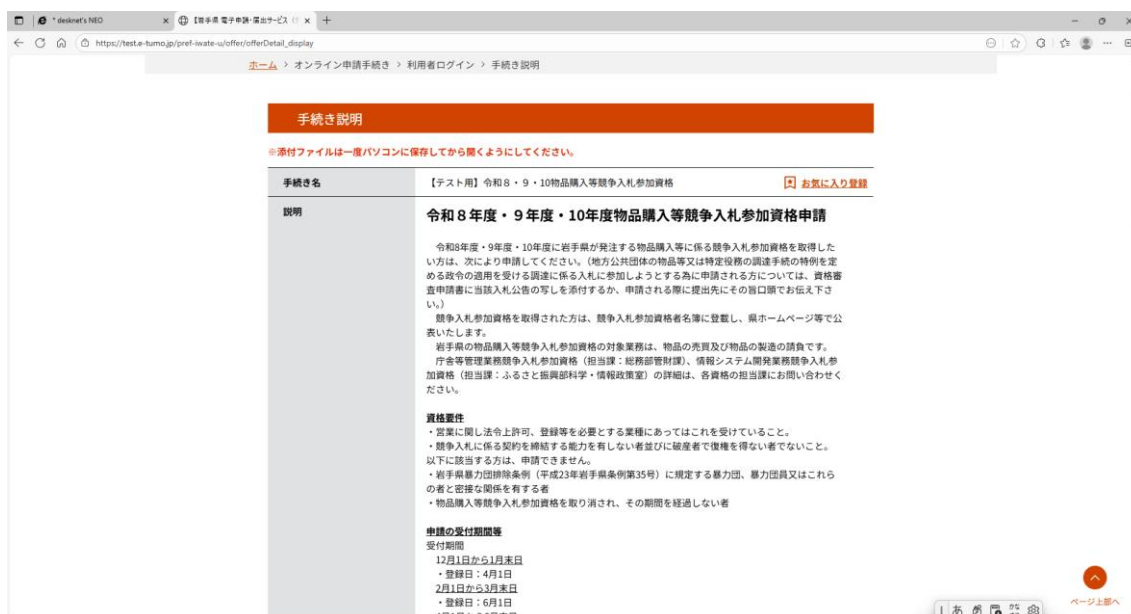 * desknet's NEO
【岩手県 電子申請・届出サービス
https://test.e-tumo.jp/pref-iwate-u/offer/offerDetail_display
ホーム > オンライン申請手続き > 利用者ログイン > 手続き説明
手続き説明
※添付ファイルは一度パソコンに保存してから開くようにしてください。
手続き名
【テスト用】令和8・9・10物品購入等競争入札参加資格
お気に入り登録
説明
令和8年度・9年度・10年度物品購入等競争入札参加資格申請
令和8年度・9年度・10年度に岩手県が発注する物品購入等に係る競争入札参加資格を取得した
い方は、次により申請してください。(地方公共団体の物品等又は特定役務の調達手続の特例を定
める政令の適用を受ける調達に係る入札に参加しようとする為に申請される方については、資格審
査申請書に当該入札公告の写しを添付するか、申請される際に提出先にその旨口頭でお伝え下さ
い。)
競争入札参加資格を取得された方は、競争入札参加資格者名簿に登載し、県ホームページ等で公
表いたします。
岩手県の物品購入等競争入札参加資格の対象業務は、物品の売買及び物品の製造の請負です。
庁舎等管理業務競争入札参加資格(担当課:総務部管財課)、情報システム開発業務競争入札参
加資格(担当課:ふるさと振興部科学・情報政策室)の詳細は、各資格の担当課にお問い合わせく
ださい。
資格要件
・営業に関し法令上許可、登録等を必要とする業種にあってはこれを受けていること。
・競争入札に係る契約を締結する能力を有しない者並びに破産者で復権を得ない者でないこと。
以下に該当する方は、申請できません。
・岩手県暴力団排除条例(平成23年岩手県条例第35号)に規定する暴力団、暴力団員又はこれら
の者と密接な関係を有する者
・物品購入等競争入札参加資格を取り消され、その期間を経過しない者
申請の受付期間等
受付期間
12月1日から1月末日
・登録日:4月1日
2月1日から3月末日
・登録日:6月1日
ページ上部へ
あ